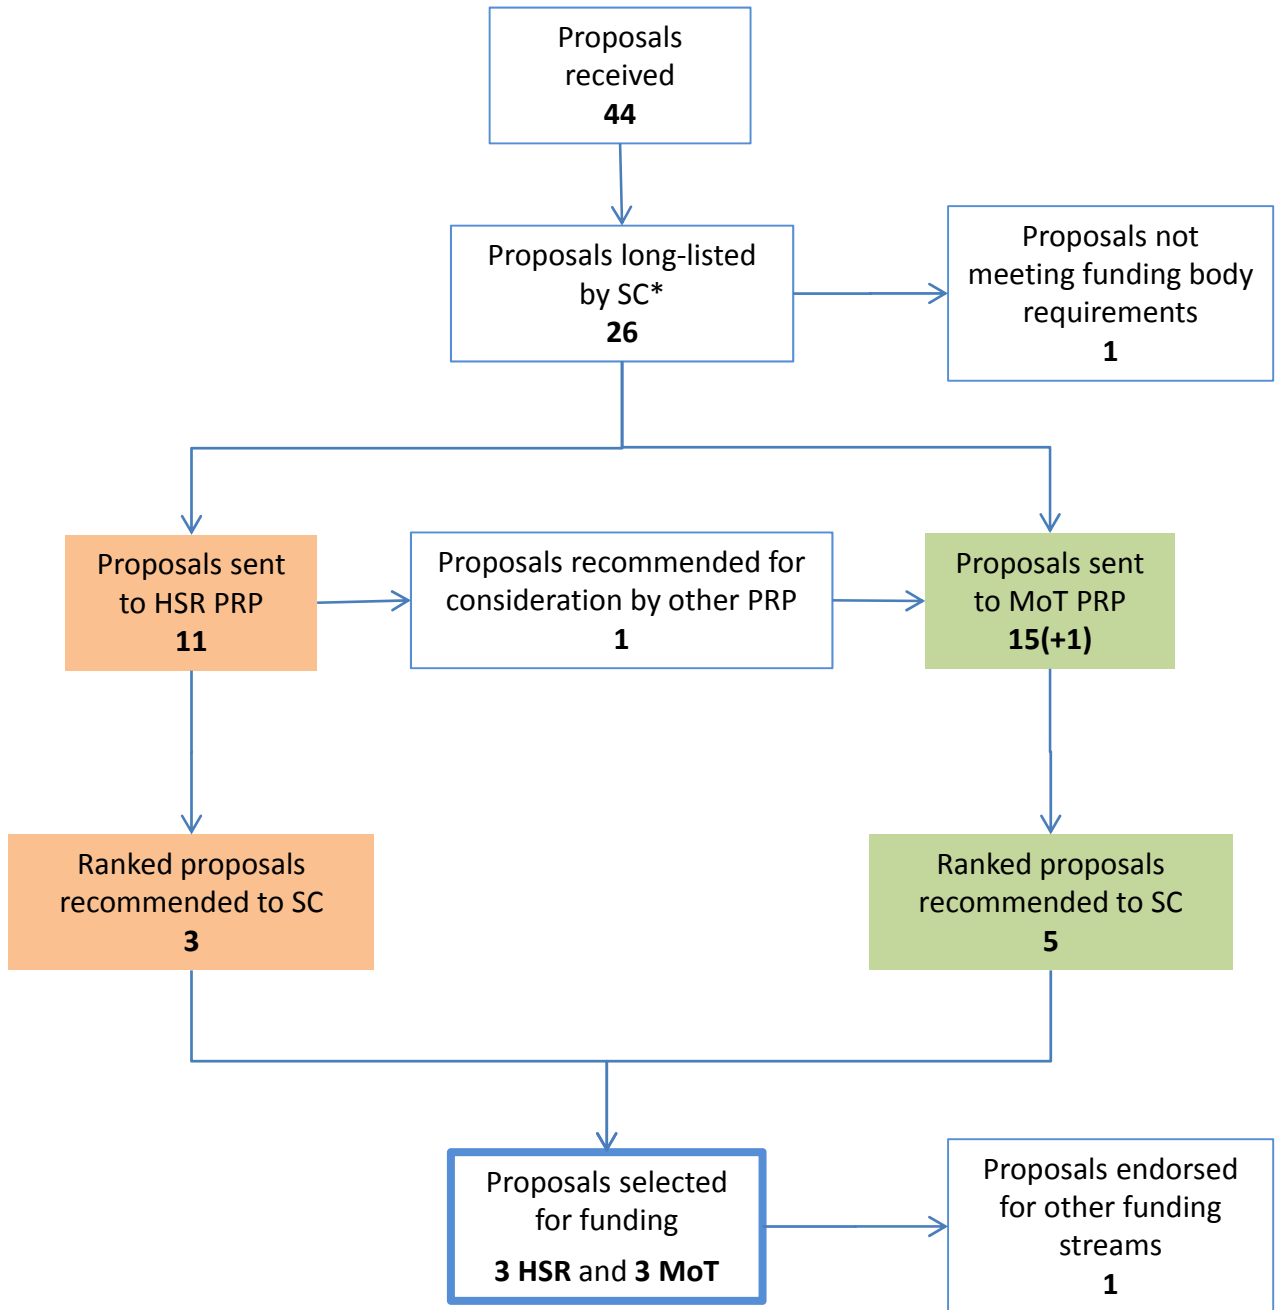 Proposals
received
44
Proposals long-listed
by SC*
26
Proposals not
meeting funding body
requirements
1
Proposals sent
to HSR PRP
11
Proposals recommended for
consideration by other PRP
1
Proposals sent
to MoT PRP
15(+1)
Ranked proposals
recommended to SC
3
Ranked proposals
recommended to SC
5
Proposals selected
for funding
3 HSR and 3 MoT
Proposals endorsed
for other funding
streams
1